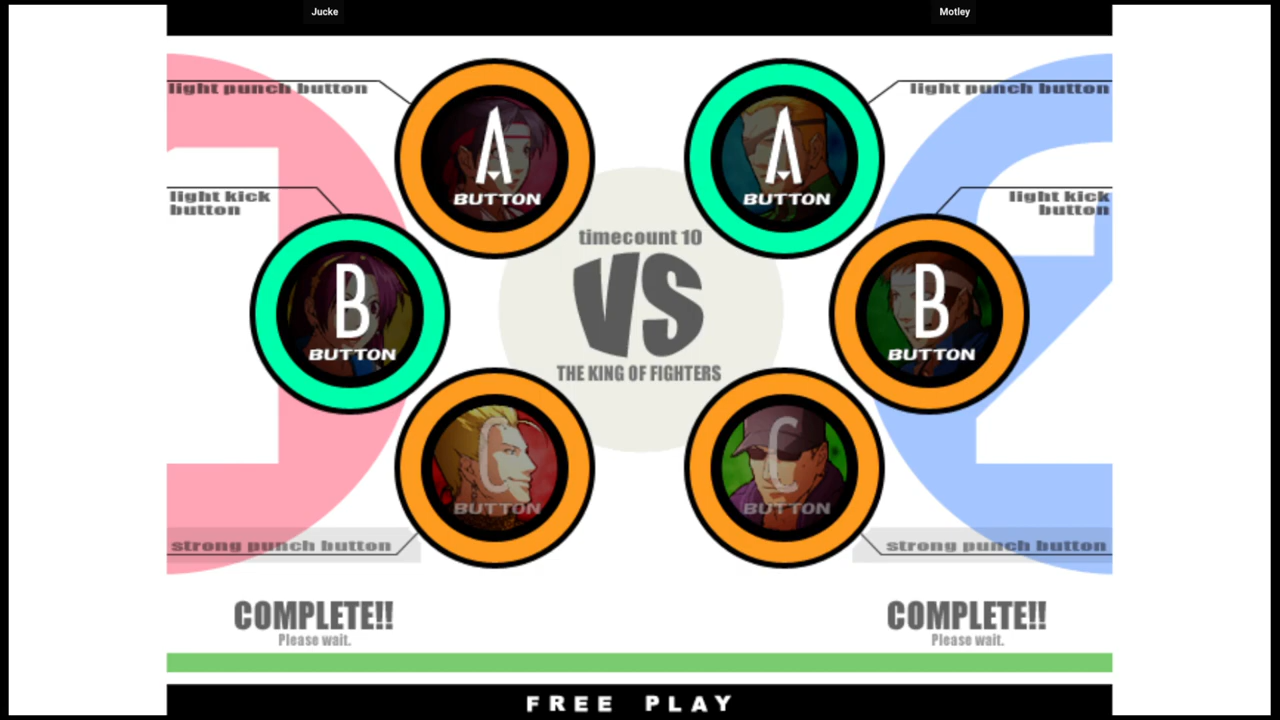 Jucke
Motley
light punch button
light punch button
A
BUTTON
A
BUTTON
light kick
button
light kick
button
timecount 10
VS
THE KING OF FIGHTERS
B
BUTTON
B
BUTTON
C
BUTTON
C
BUTTON
strong punch button
strong punch button
COMPLETE!!
Please wait.
COMPLETE!!
Please wait.
FREE PLAY